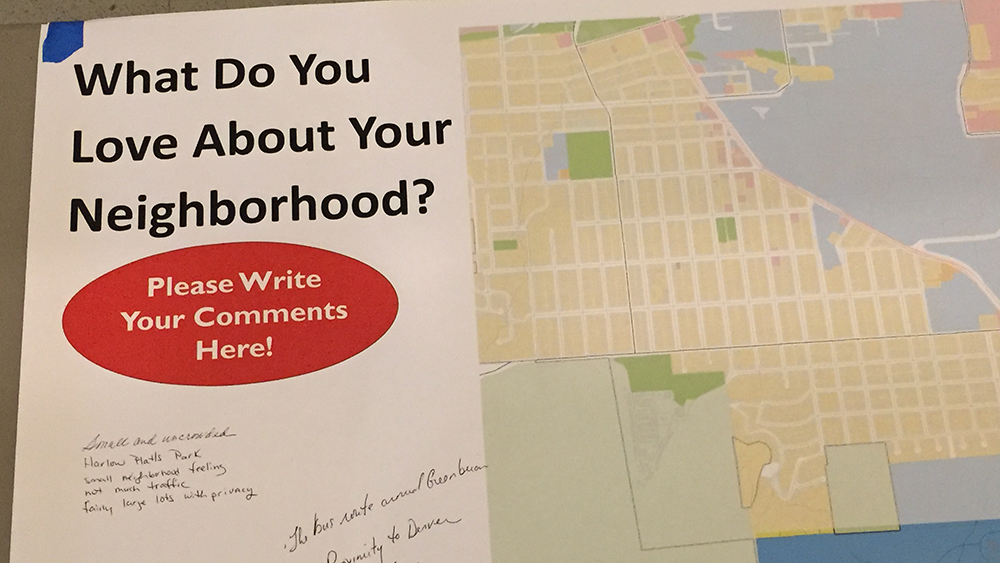 What Do You
Love About Your
Neighborhood?
Please Write
Your Comments
Here!
Small and uncrowded
Harlow Platts Park
small neighborhood feeling
not much traffic
fairly large lots with privacy
The bus route around Greenbriar
Proximity to Denver